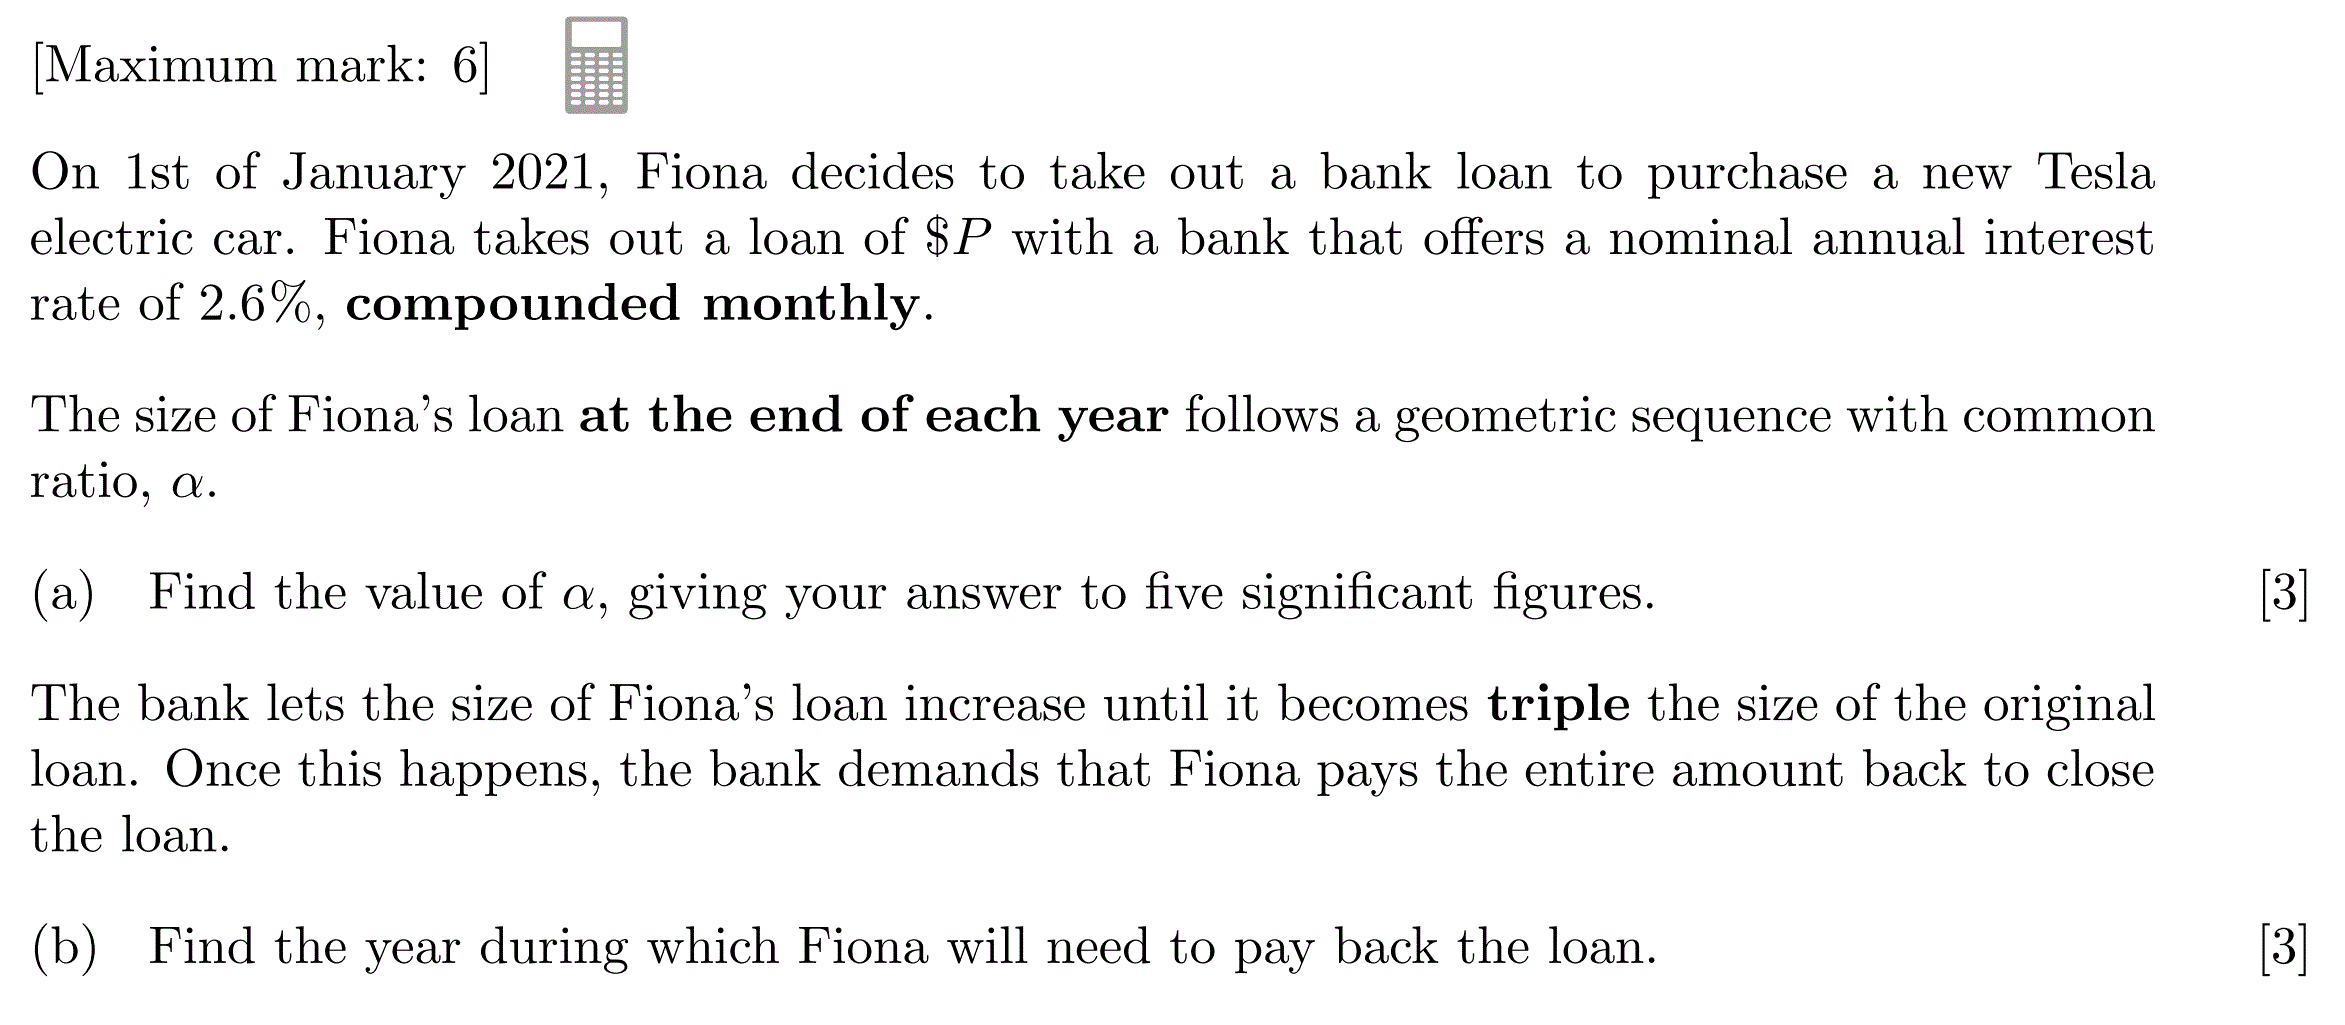 [Maximum mark: 6]
On 1st of January 2021, Fiona decides to take out a bank loan to purchase a new Tesla
electric car. Fiona takes out a loan of $P with a bank that offers a nominal annual interest
rate of 2.6%, compounded monthly.
The size of Fiona's loan at the end of each year follows a geometric sequence with common
ratio, α.
(a) Find the value of α, giving your answer to five significant figures. [3]
The bank lets the size of Fiona's loan increase until it becomes triple the size of the original
loan. Once this happens, the bank demands that Fiona pays the entire amount back to close
the loan.
(b) Find the year during which Fiona will need to pay back the loan. [3]